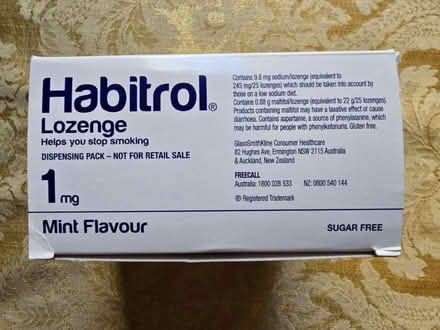 Habitrol®
Lozenge
Helps you stop smoking
DISPENSING PACK – NOT FOR RETAIL SALE
1 mg
Mint Flavour
Contains 9.8 mg sodium/lozenge (equivalent to
245 mg/25 lozenges) which should be taken into account by
those on a low sodium diet.
Contains 0.88 g maltitol/lozenge (equivalent to 22 g/25 lozenges).
Products containing maltitol may have a laxative effect or cause
diarrhoea. Contains aspartame, a source of phenylalanine, which
may be harmful for people with phenylketonuria. Gluten free.
GlaxoSmithKline Consumer Healthcare
82 Hughes Ave, Ermington NSW 2115 Australia
& Auckland, New Zealand
FREECALL
Australia: 1800 028 533 NZ: 0800 540 144
® Registered Trademark
SUGAR FREE